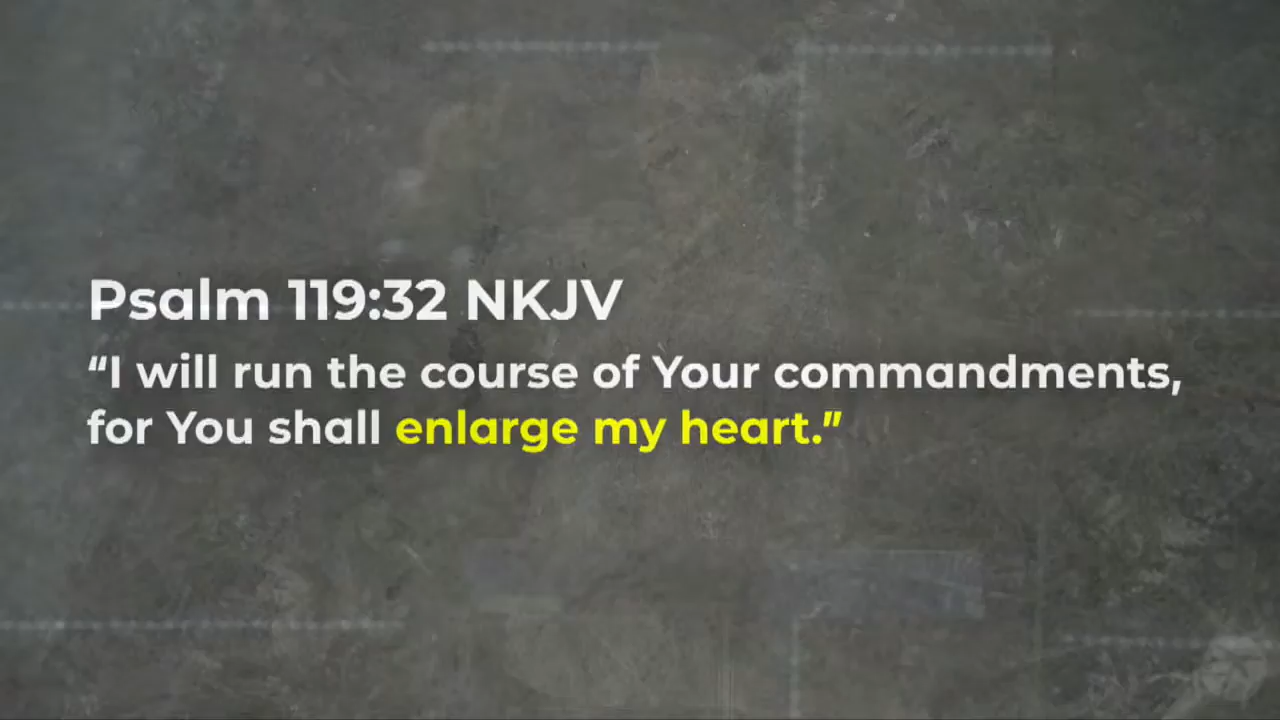 Psalm 119:32 NKJV
“I will run the course of Your commandments,
for You shall enlarge my heart.”